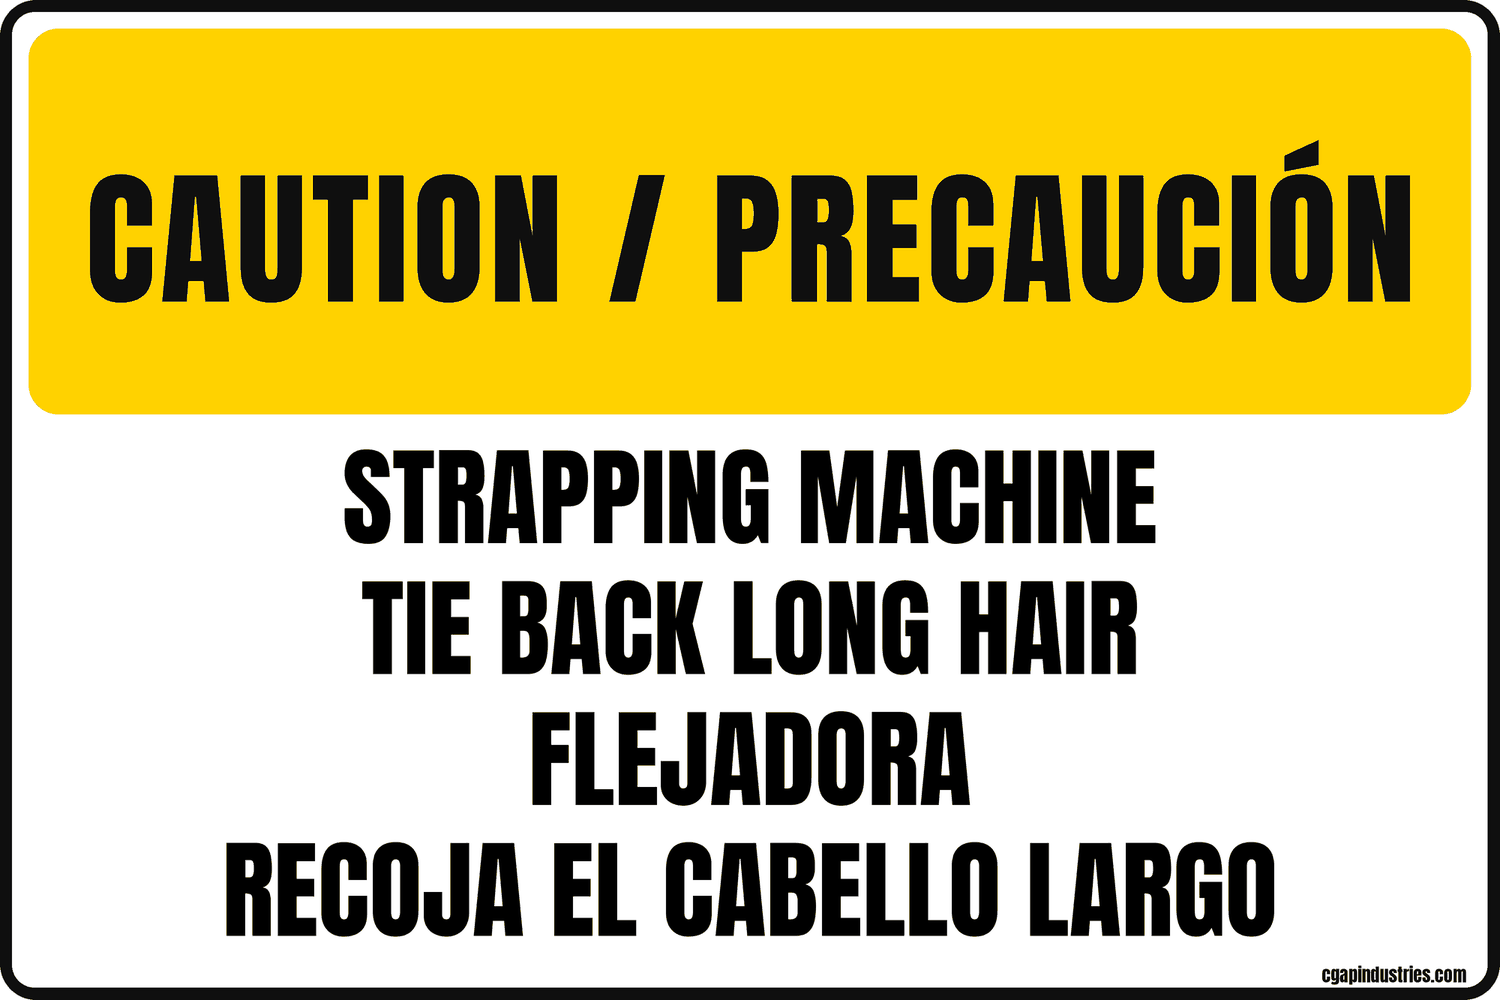 CAUTION / PRECAUCIÓN
STRAPPING MACHINE
TIE BACK LONG HAIR
FLEJADORA
RECOJA EL CABELLO LARGO
cgapindustries.com